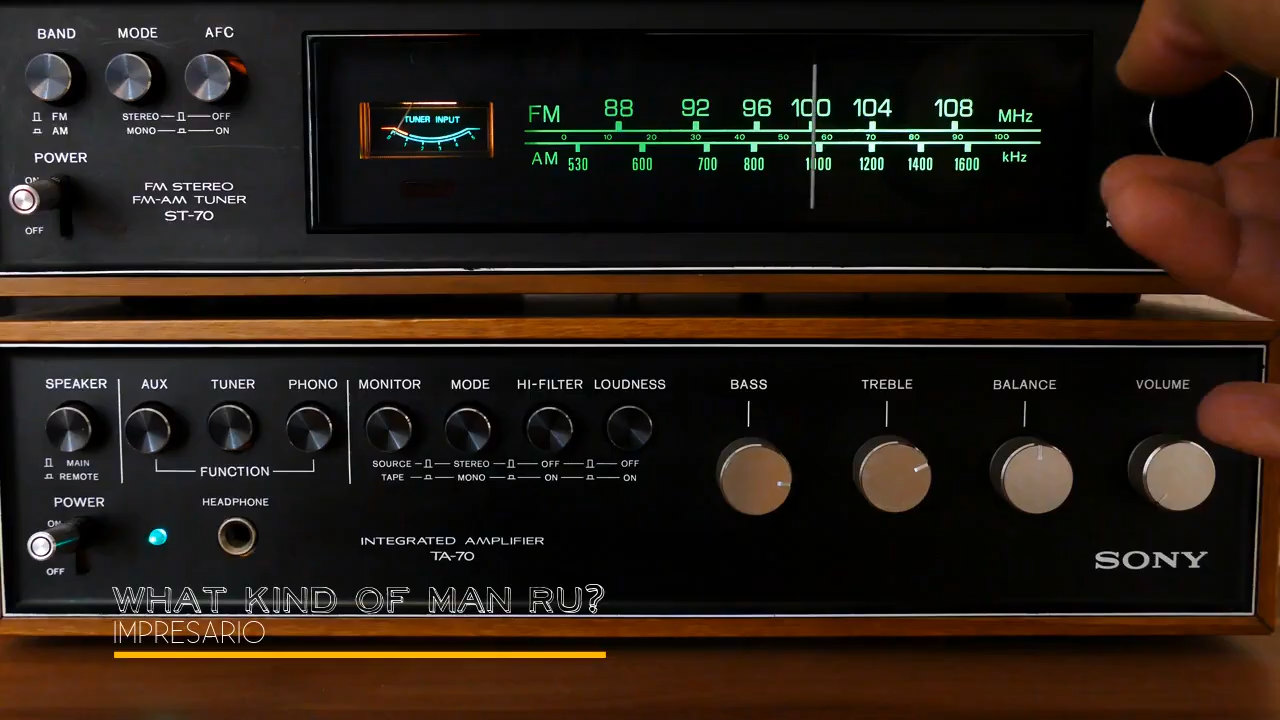 BAND MODE AFC
FM STEREO OFF
AM MONO ON
POWER
ON
OFF
FM STEREO
FM-AM TUNER
ST-70
TUNER INPUT
FM 88 92 96 100 104 108 MHz
0 10 20 30 40 50 60 70 80 90 100
AM 530 600 700 800 1000 1200 1400 1600 kHz
SPEAKER AUX TUNER PHONO MONITOR MODE HI-FILTER LOUDNESS BASS TREBLE BALANCE VOLUME
MAIN SOURCE STEREO OFF OFF
REMOTE FUNCTION TAPE MONO ON ON
POWER HEADPHONE
ON
OFF
INTEGRATED AMPLIFIER
TA-70
SONY
WHAT KIND OF MAN RU?
IMPRESARIO